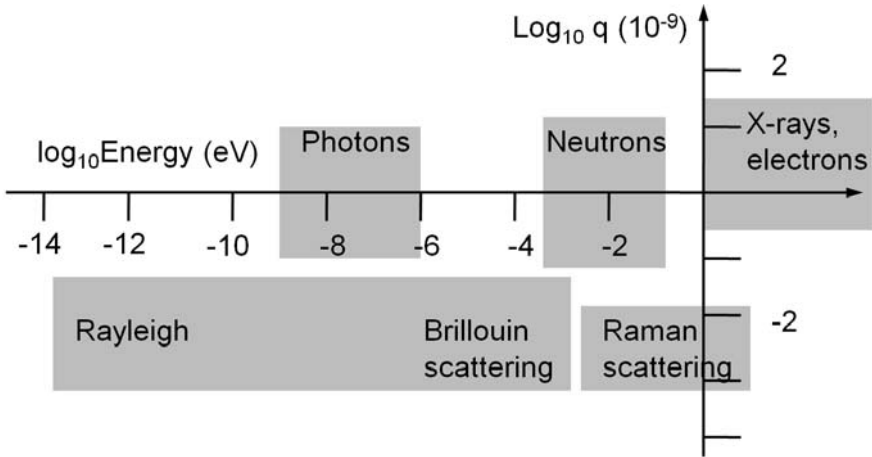 Log₁₀ q (10⁻⁹)
2
X-rays,
electrons
Photons
Neutrons
log₁₀Energy (eV)
-14
-12
-10
-8
-6
-4
-2
Rayleigh
Brillouin
scattering
Raman
scattering
-2